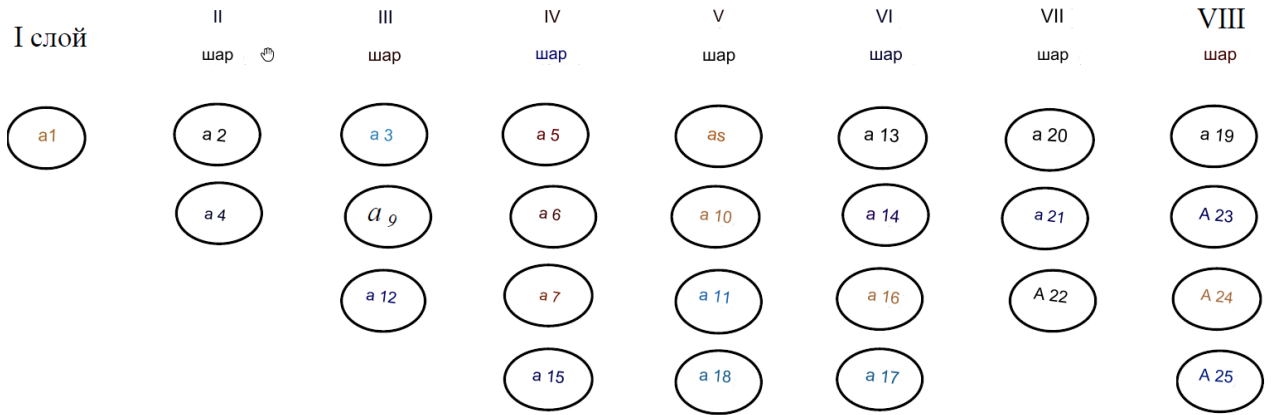 I слой II III IV V VI VII VIII
шар шар шар шар шар шар шар
a1 a 2 a 3 a 5 as a 13 a 20 a 19
a 4 a 9 a 6 a 10 a 14 a 21 A 23
a 12 a 7 a 11 a 16 A 22 A 24
a 15 a 18 a 17 A 25